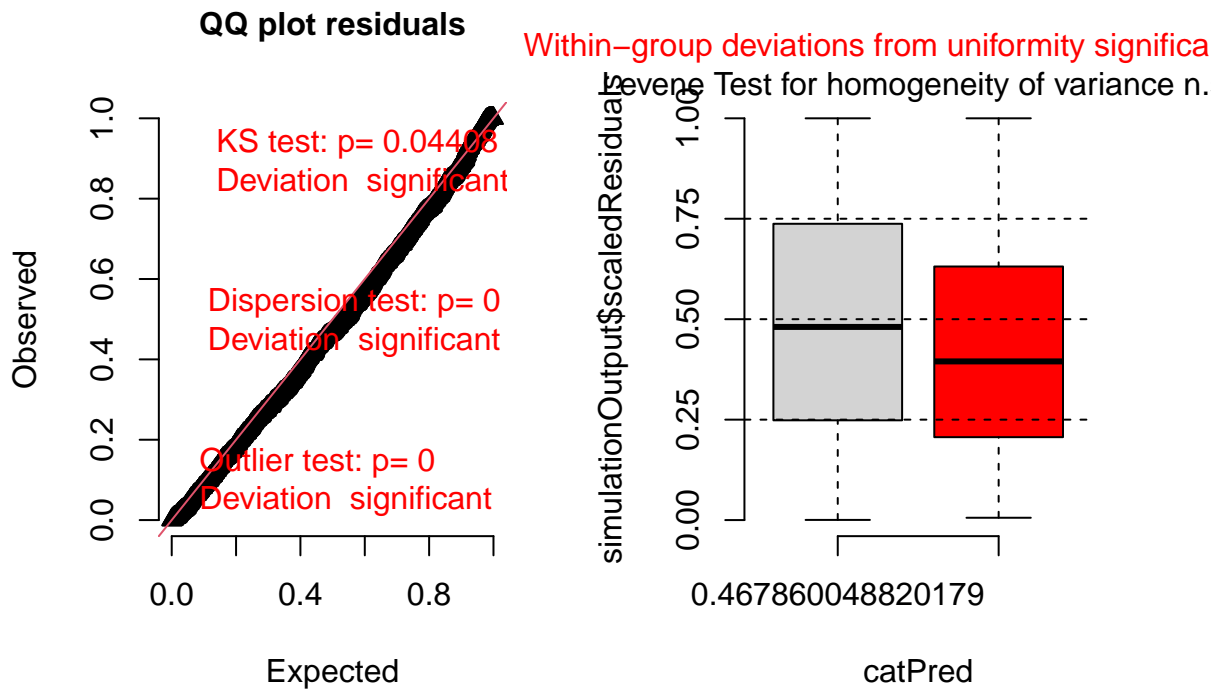 QQ plot residuals
KS test: p= 0.04408
Deviation  significant
Dispersion test: p= 0
Deviation  significant
Outlier test: p= 0
Deviation  significant
Observed
0.0
0.2
0.4
0.6
0.8
1.0
0.0
0.4
0.8
Expected
Within−group deviations from uniformity significa
Levene Test for homogeneity of variance n.
simulationOutput$scaledResiduals
0.00
0.25
0.50
0.75
1.00
0.467860048820179
catPred